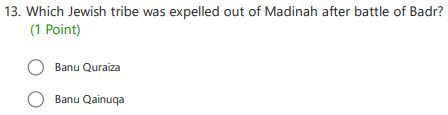 13. Which Jewish tribe was expelled out of Madinah after battle of Badr?
(1 Point)
Banu Quraiza
Banu Qainuqa